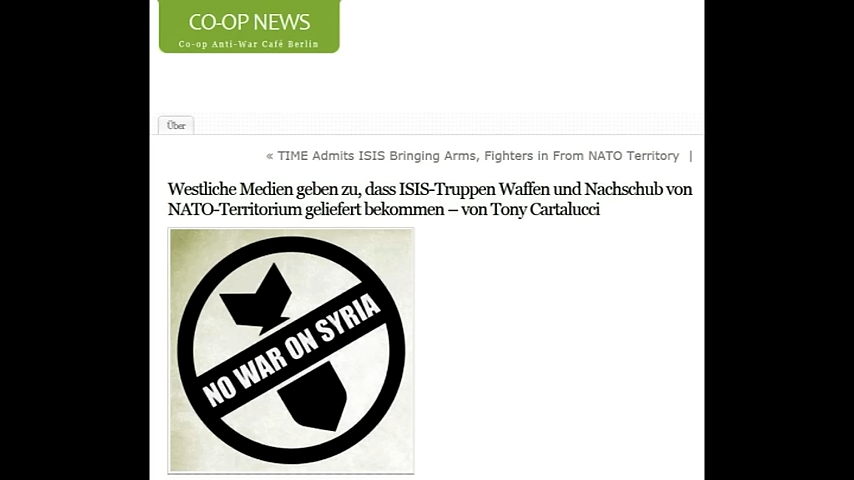 CO-OP NEWS
Co-op Anti-War Café Berlin
Über
« TIME Admits ISIS Bringing Arms, Fighters in From NATO Territory |
Westliche Medien geben zu, dass ISIS-Truppen Waffen und Nachschub von
NATO-Territorium geliefert bekommen – von Tony Cartalucci
NO WAR ON SYRIA